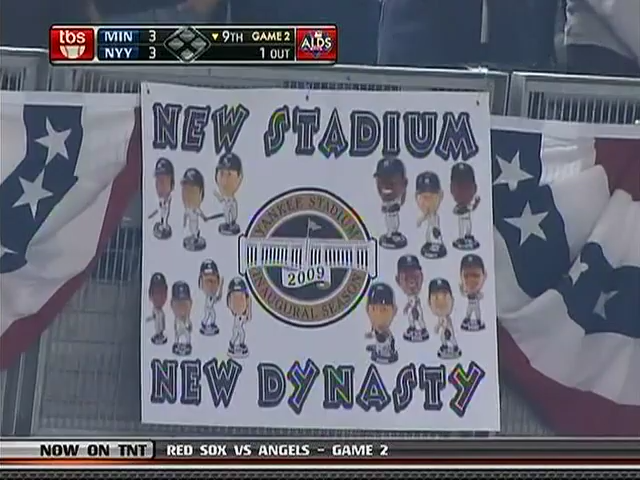 tbs MIN 3 ▼ 9TH GAME 2 ALDS
NYY 3 1 OUT
NEW STADIUM
YANKEE STADIUM
2009
INAUGURAL SEASON
NEW DYNASTY
NOW ON TNT RED SOX VS ANGELS - GAME 2